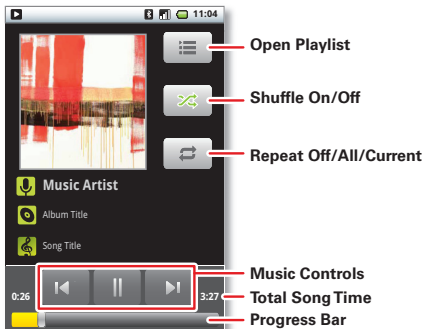 11:04
Open Playlist
Shuffle On/Off
Repeat Off/All/Current
Music Artist
Album Title
Song Title
Music Controls
0:26
3:27
Total Song Time
Progress Bar